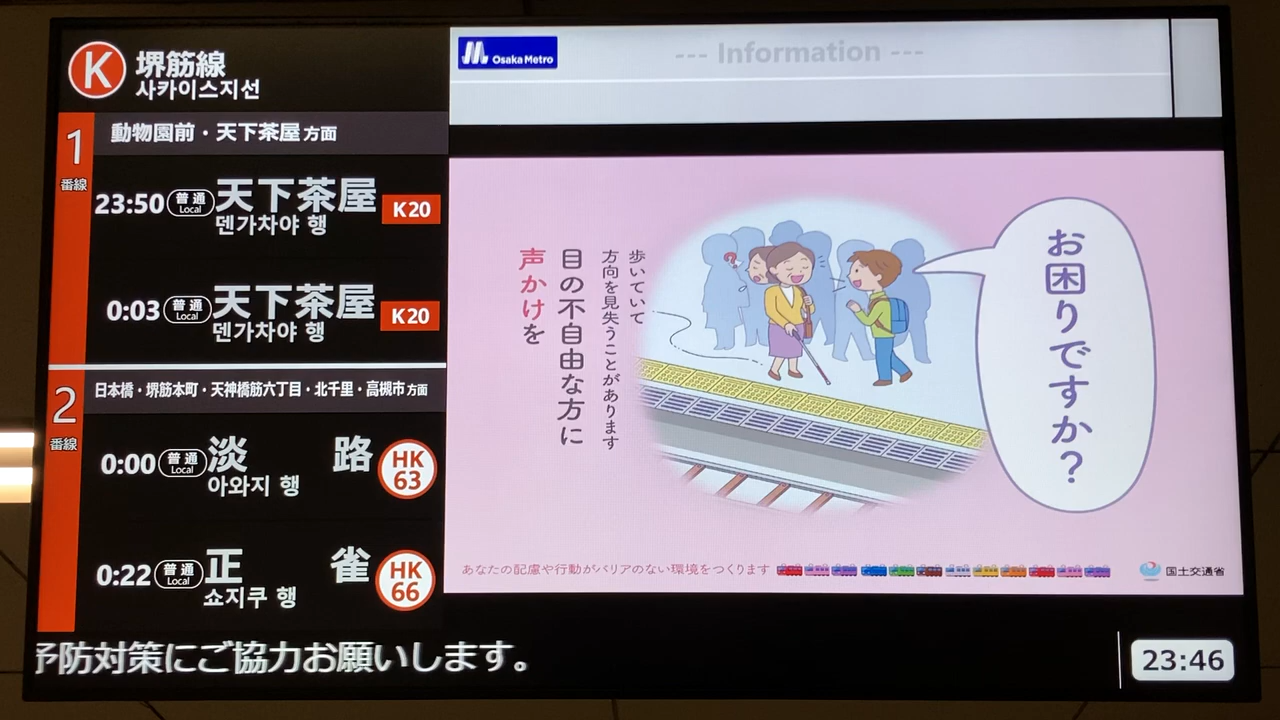 K 堺筋線
사카이스지선
1
番線
動物園前・天下茶屋方面
23:50 普通 Local 天下茶屋 K20
덴가차야 행
0:03 普通 Local 天下茶屋 K20
덴가차야 행
2
番線
日本橋・堺筋本町・天神橋筋六丁目・北千里・高槻市方面
0:00 普通 Local 淡路 HK 63
아와지 행
0:22 普通 Local 正雀 HK 66
쇼지쿠 행
Osaka Metro
--- Information ---
お困りですか?
歩いていて
方向を見失うことがあります
目の不自由な方に
声かけを
?
あなたの配慮や行動がバリアのない環境をつくります
国土交通省
予防対策にご協力お願いします。
23:46